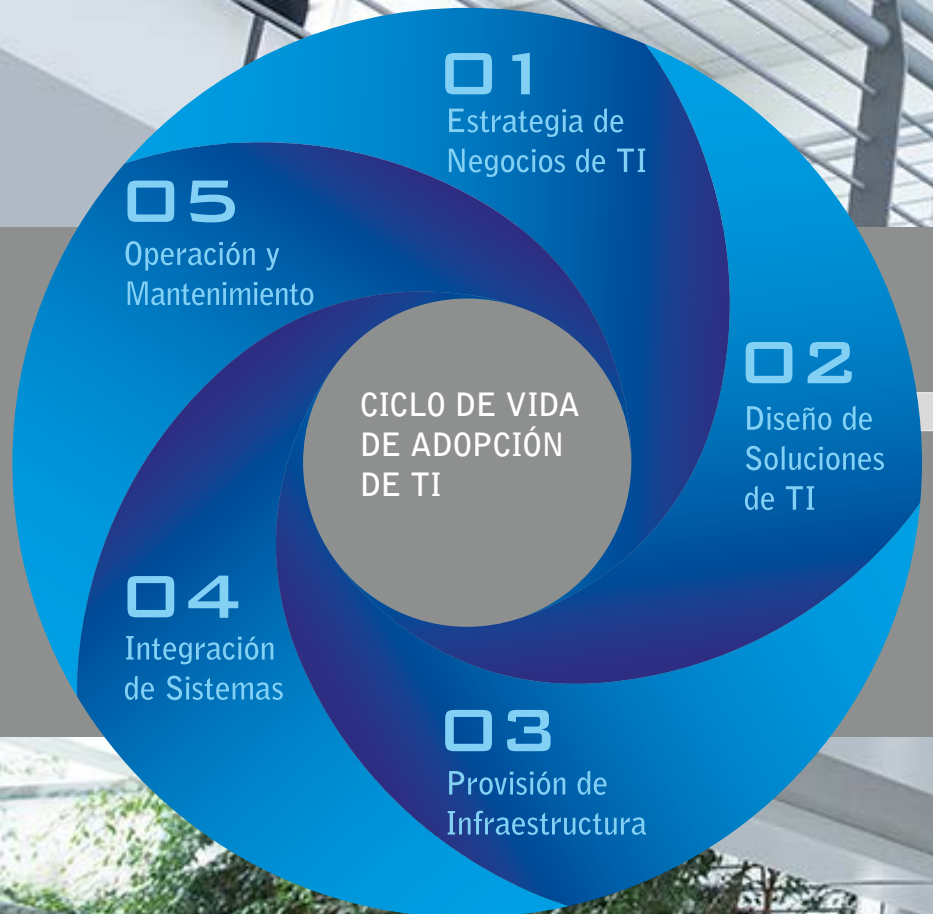 CICLO DE VIDA
DE ADOPCIÓN
DE TI
01
Estrategia de
Negocios de TI
02
Diseño de
Soluciones
de TI
03
Provisión de
Infraestructura
04
Integración
de Sistemas
05
Operación y
Mantenimiento